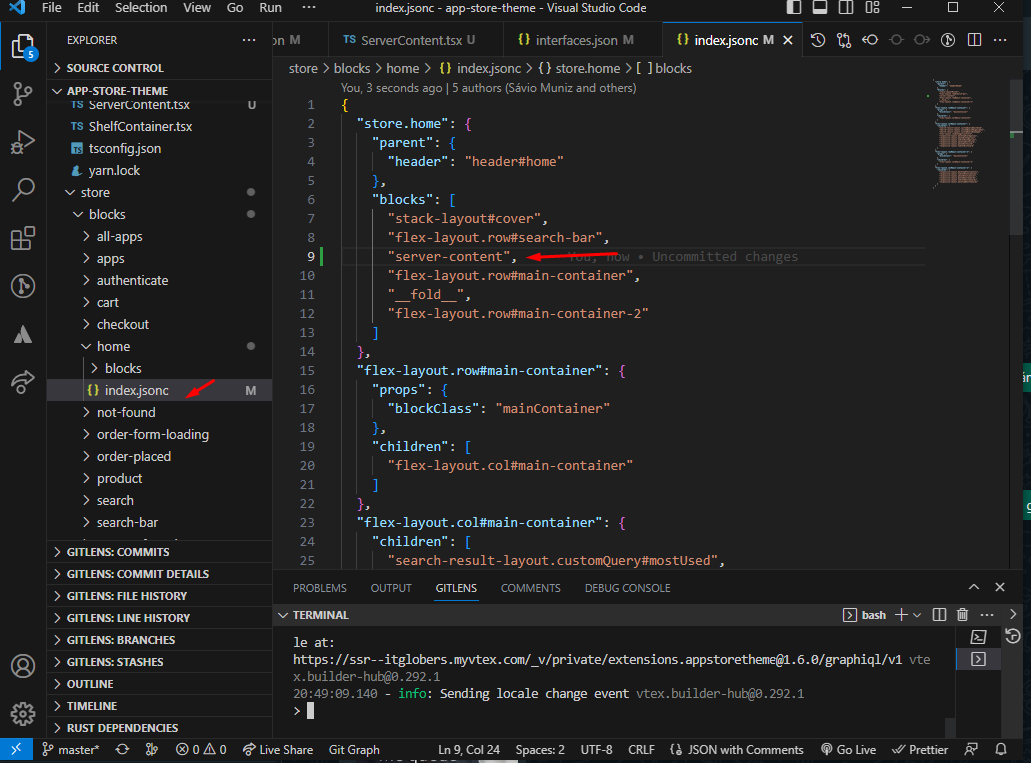 File Edit Selection View Go Run ··· index.jsonc - app-store-theme - Visual Studio Code
EXPLORER ···
on M
TS ServerContent.tsx U
{} interfaces.json M
{} index.jsonc M
5
SOURCE CONTROL
APP-STORE-THEME
TS ServerContent.tsx U
TS ShelfContainer.tsx
TS tsconfig.json
yarn.lock
store
blocks
all-apps
apps
authenticate
cart
checkout
home
blocks
{} index.jsonc M
not-found
order-form-loading
order-placed
product
search
search-bar
GITLENS: COMMITS
GITLENS: COMMIT DETAILS
GITLENS: FILE HISTORY
GITLENS: LINE HISTORY
GITLENS: BRANCHES
GITLENS: STASHES
OUTLINE
TIMELINE
RUST DEPENDENCIES
store > blocks > home > {} index.jsonc > {} store.home > [ ] blocks
You, 3 seconds ago | 5 authors (Sávio Muniz and others)
1 {
2 "store.home": {
3 "parent": {
4 "header": "header#home"
5 },
6 "blocks": [
7 "stack-layout#cover",
8 "flex-layout.row#search-bar",
9 "server-content", You, now • Uncommitted changes
10 "flex-layout.row#main-container",
11 "__fold__",
12 "flex-layout.row#main-container-2"
13 ]
14 },
15 "flex-layout.row#main-container": {
16 "props": {
17 "blockClass": "mainContainer"
18 },
19 "children": [
20 "flex-layout.col#main-container"
21 ]
22 },
23 "flex-layout.col#main-container": {
24 "children": [
25 "search-result-layout.customQuery#mostUsed",
PROBLEMS OUTPUT GITLENS COMMENTS DEBUG CONSOLE
TERMINAL bash
le at:
https://ssr--itglobers.myvtex.com/_v/private/extensions.appstoretheme@1.6.0/graphiql/v1 vte
x.builder-hub@0.292.1
20:49:09.140 - info: Sending locale change event vtex.builder-hub@0.292.1
>
master* 0 0 Live Share Git Graph Ln 9, Col 24 Spaces: 2 UTF-8 CRLF JSON with Comments Go Live Prettier